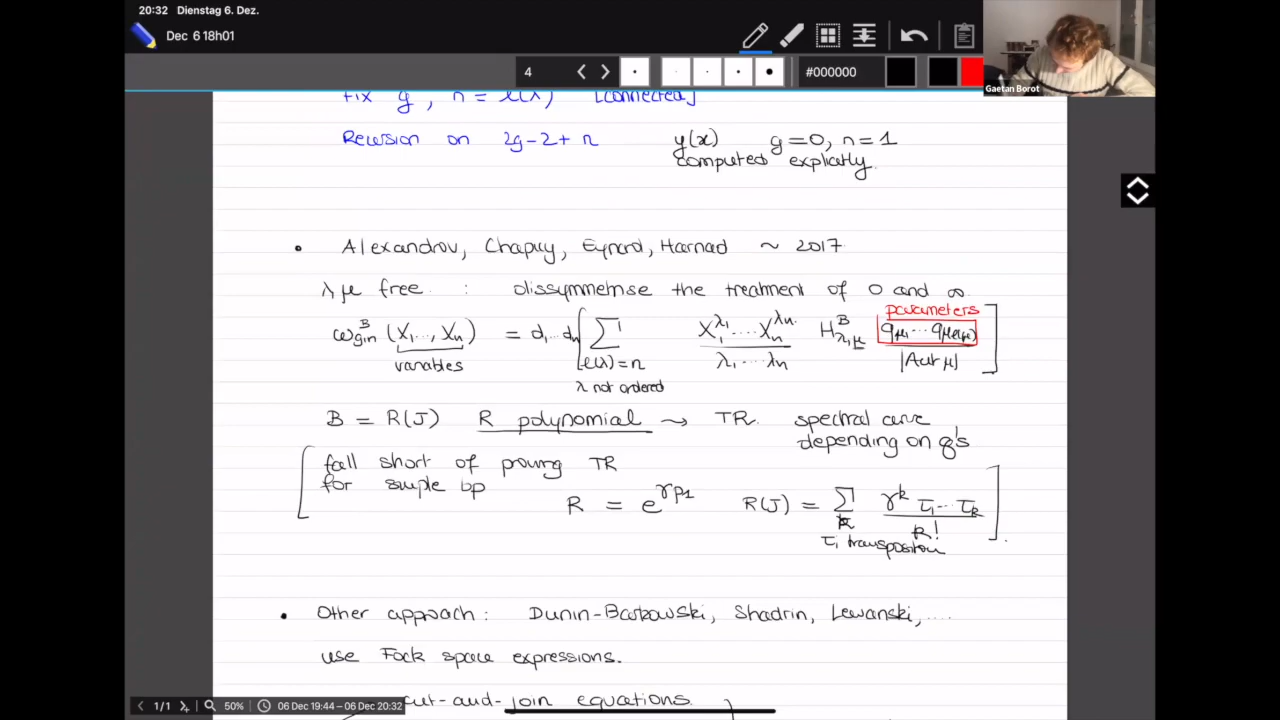 20:32 Dienstag 6. Dez.
Dec 6 18h01
4
#000000
Gaetan Borot
fix g, n = ℓ(λ) [connected]
Recursion on 2g-2+n y(x) g=0, n=1
computed explicitly.
• Alexandrov, Chapuy, Eynard, Harnad ~ 2017
λ μ free : dissymmetrise the treatment of 0 and ∞
parameters
ω^B_{g,n} (X_1..., X_n) = d_1...d_n [ Σ X_1^{λ_1}....X_n^{λ_n} / λ_1....λ_n H^B_{λ,μ} q_{μ_1}...q_{μ_{ℓ(μ)}} / |Aut μ| ]
variables ℓ(λ)=n
λ not ordered
B = R(J) R polynomial → TR. spectral curve
depending on q's
[ fall short of proving TR
for simple bp
R = e^{γp_1} R(J) = Σ_k γ^k τ_1...τ_k / k! ]
τ_i transposition
• Other approach: Dunin-Barkowski, Shadrin, Lewanski,....
use Fock space expressions.
cut-and-join equations.
1/1 50% 06 Dec 19:44 – 06 Dec 20:32